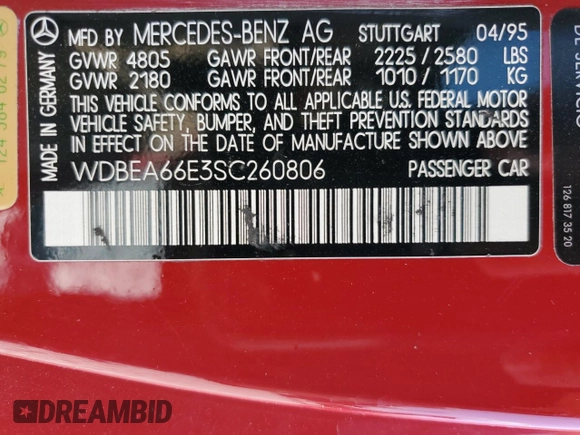 MFD BY MERCEDES-BENZ AG STUTTGART 04/95
GVWR 4805 GAWR FRONT/REAR 2225/2580 LBS
GVWR 2180 GAWR FRONT/REAR 1010/1170 KG
THIS VEHICLE CONFORMS TO ALL APPLICABLE U.S. FEDERAL MOTOR
VEHICLE SAFETY, BUMPER, AND THEFT PREVENTION STANDARDS
IN EFFECT ON THE DATE OF MANUFACTURE SHOWN ABOVE
WDBEA66E3SC260806 PASSENGER CAR
MADE IN GERMANY
126 817 35 20
DREAMBID